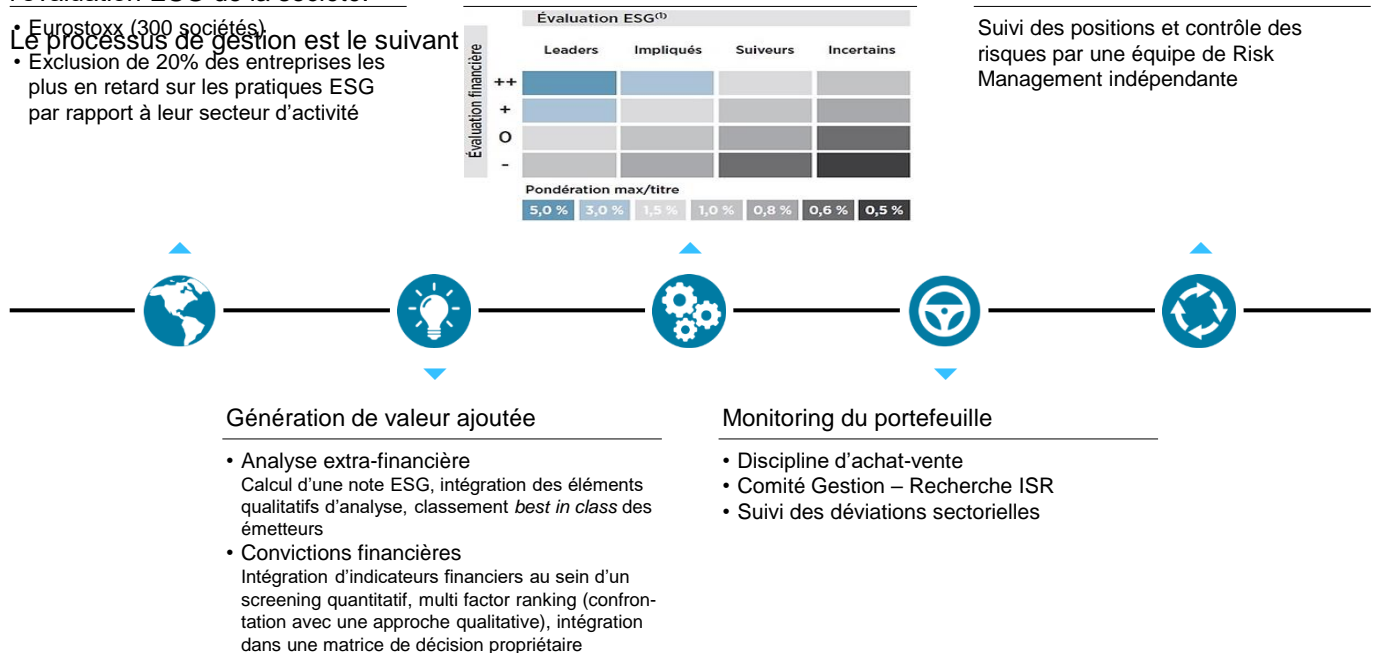 l'évaluation ESG de la société.
• Eurostoxx (300 sociétés)
Le processus de gestion est le suivant
• Exclusion de 20% des entreprises les
plus en retard sur les pratiques ESG
par rapport à leur secteur d'activité
Évaluation ESG(1)
Leaders Impliqués Suiveurs Incertains
Évaluation financière
++
+
O
-
Pondération max/titre
5,0 % 3,0 % 1,5 % 1,0 % 0,8 % 0,6 % 0,5 %
Suivi des positions et contrôle des
risques par une équipe de Risk
Management indépendante
Génération de valeur ajoutée
• Analyse extra-financière
Calcul d'une note ESG, intégration des éléments
qualitatifs d'analyse, classement best in class des
émetteurs
• Convictions financières
Intégration d'indicateurs financiers au sein d'un
screening quantitatif, multi factor ranking (confron-
tation avec une approche qualitative), intégration
dans une matrice de décision propriétaire
Monitoring du portefeuille
• Discipline d'achat-vente
• Comité Gestion – Recherche ISR
• Suivi des déviations sectorielles